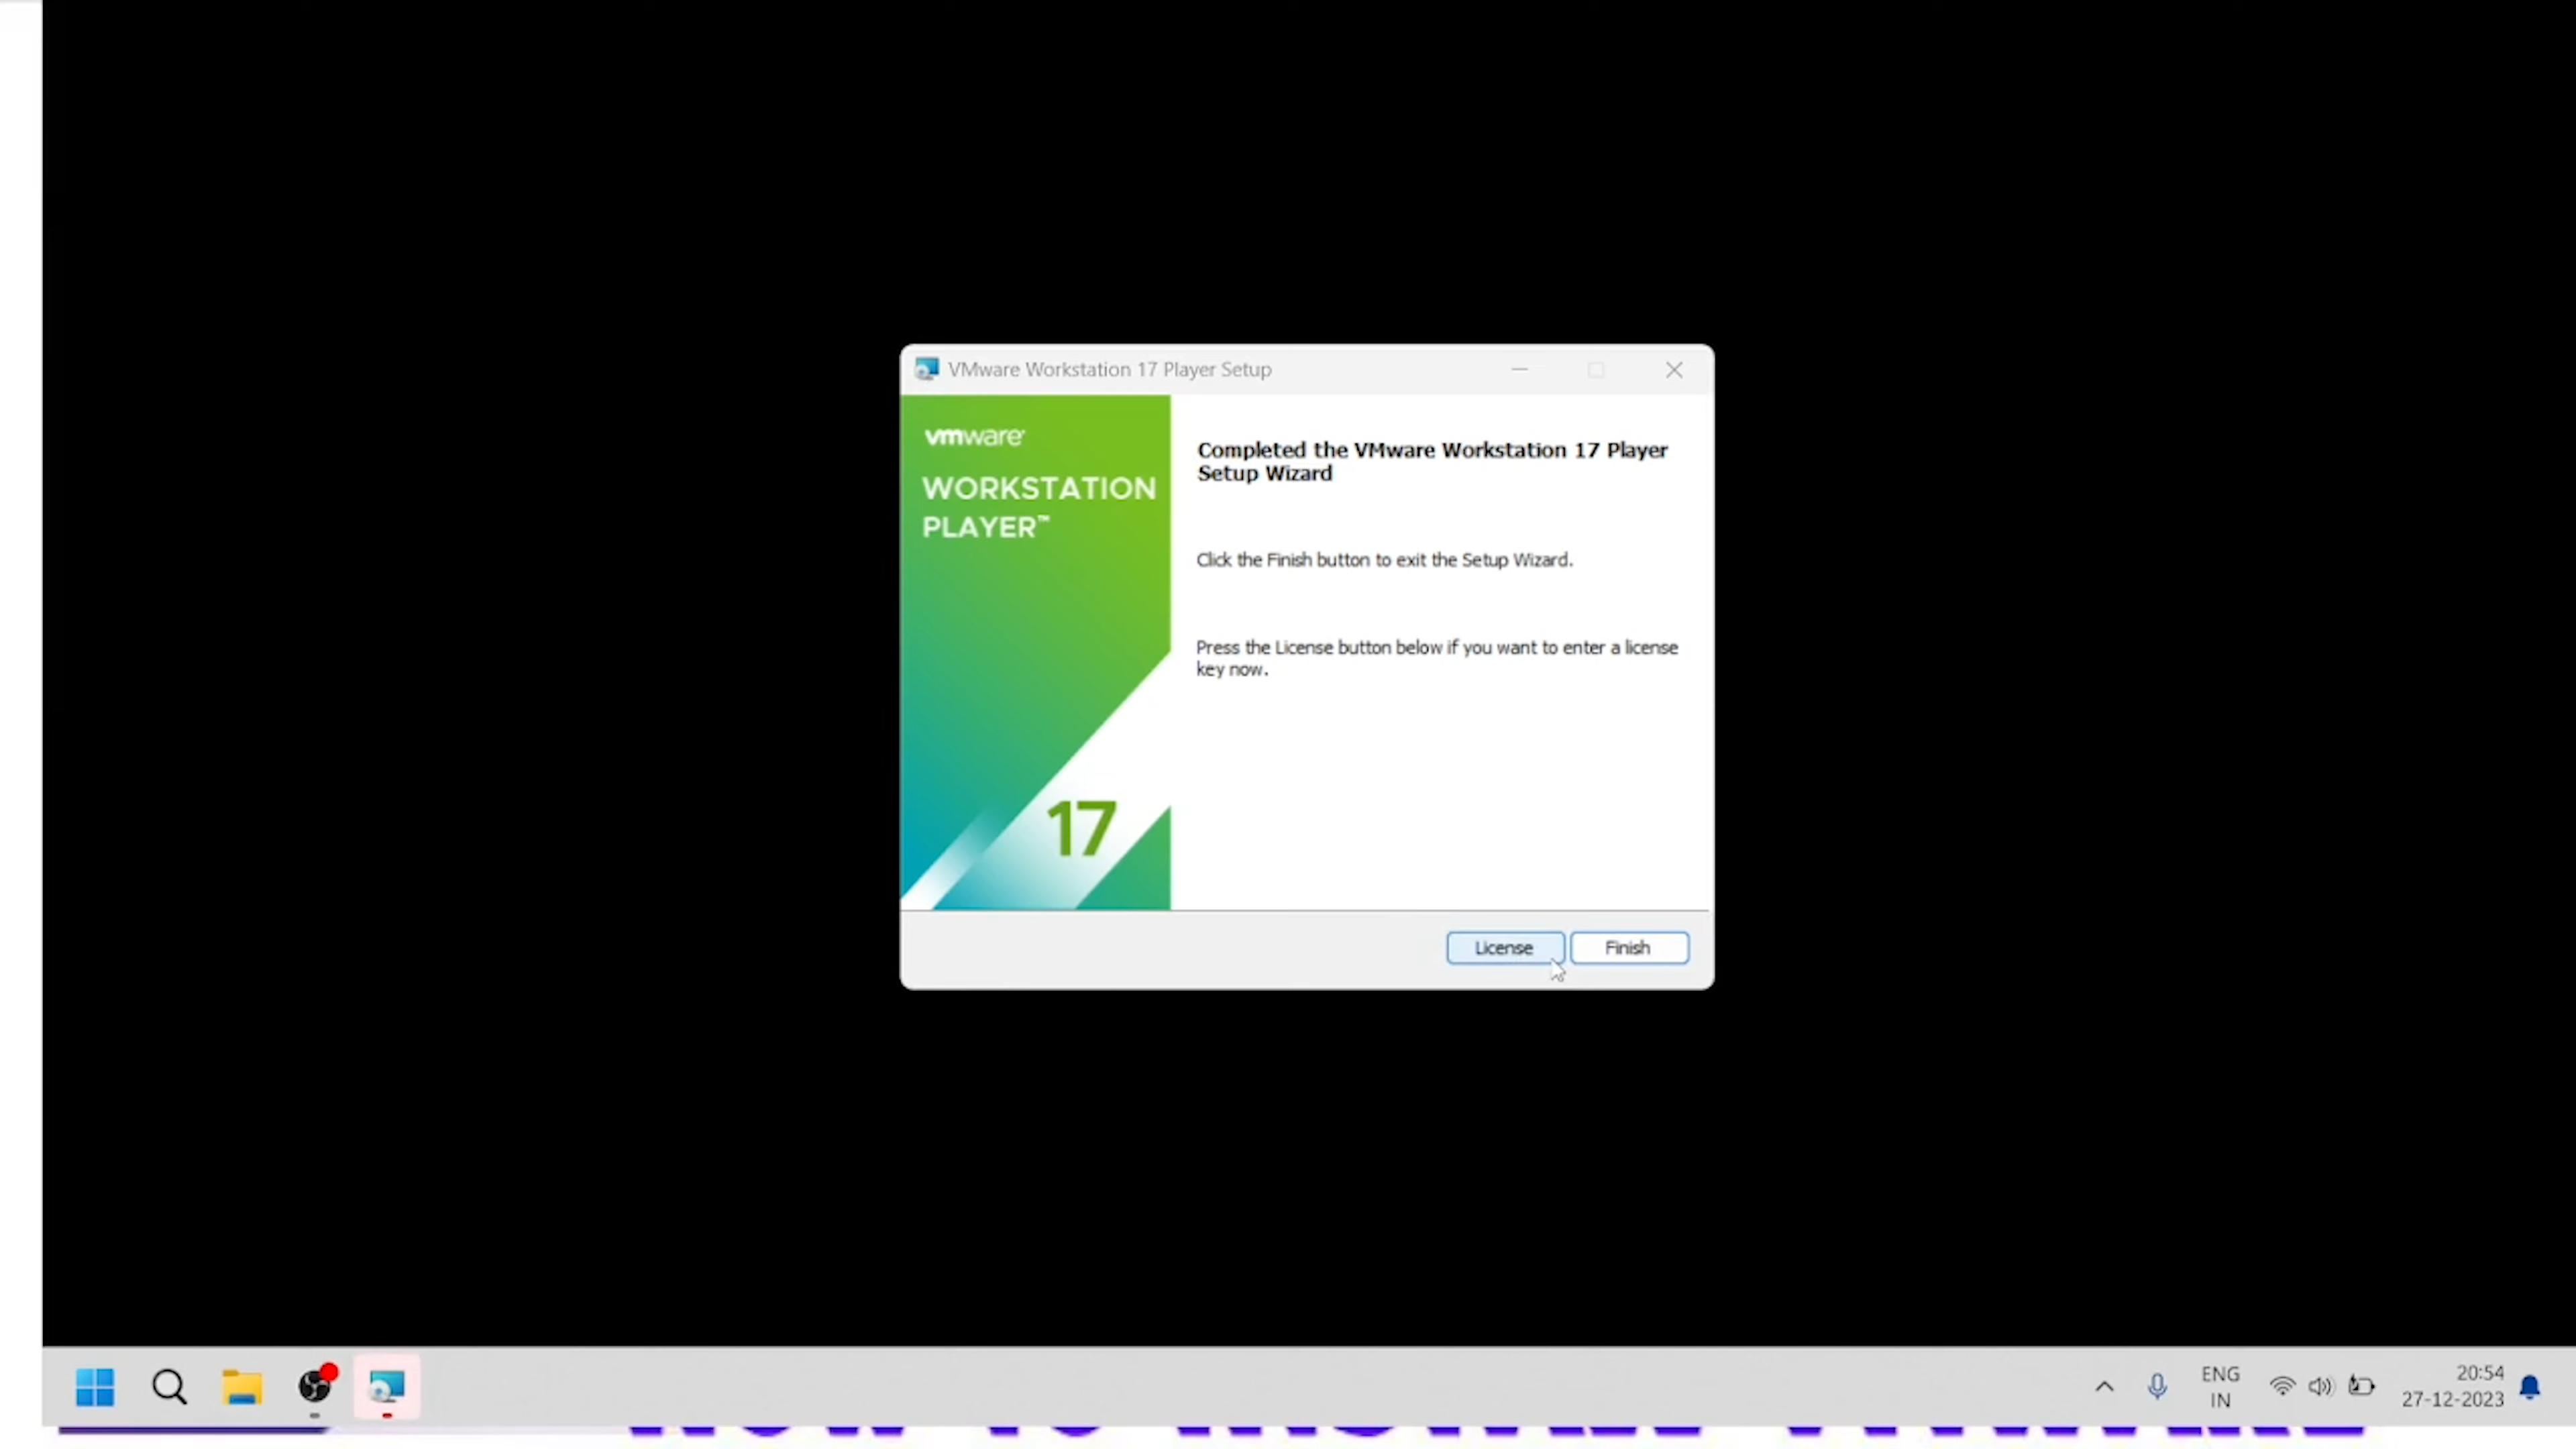 VMware Workstation 17 Player Setup
vmware
WORKSTATION
PLAYER™
17
Completed the VMware Workstation 17 Player
Setup Wizard
Click the Finish button to exit the Setup Wizard.
Press the License button below if you want to enter a license
key now.
License
Finish
ENG
IN
20:54
27-12-2023